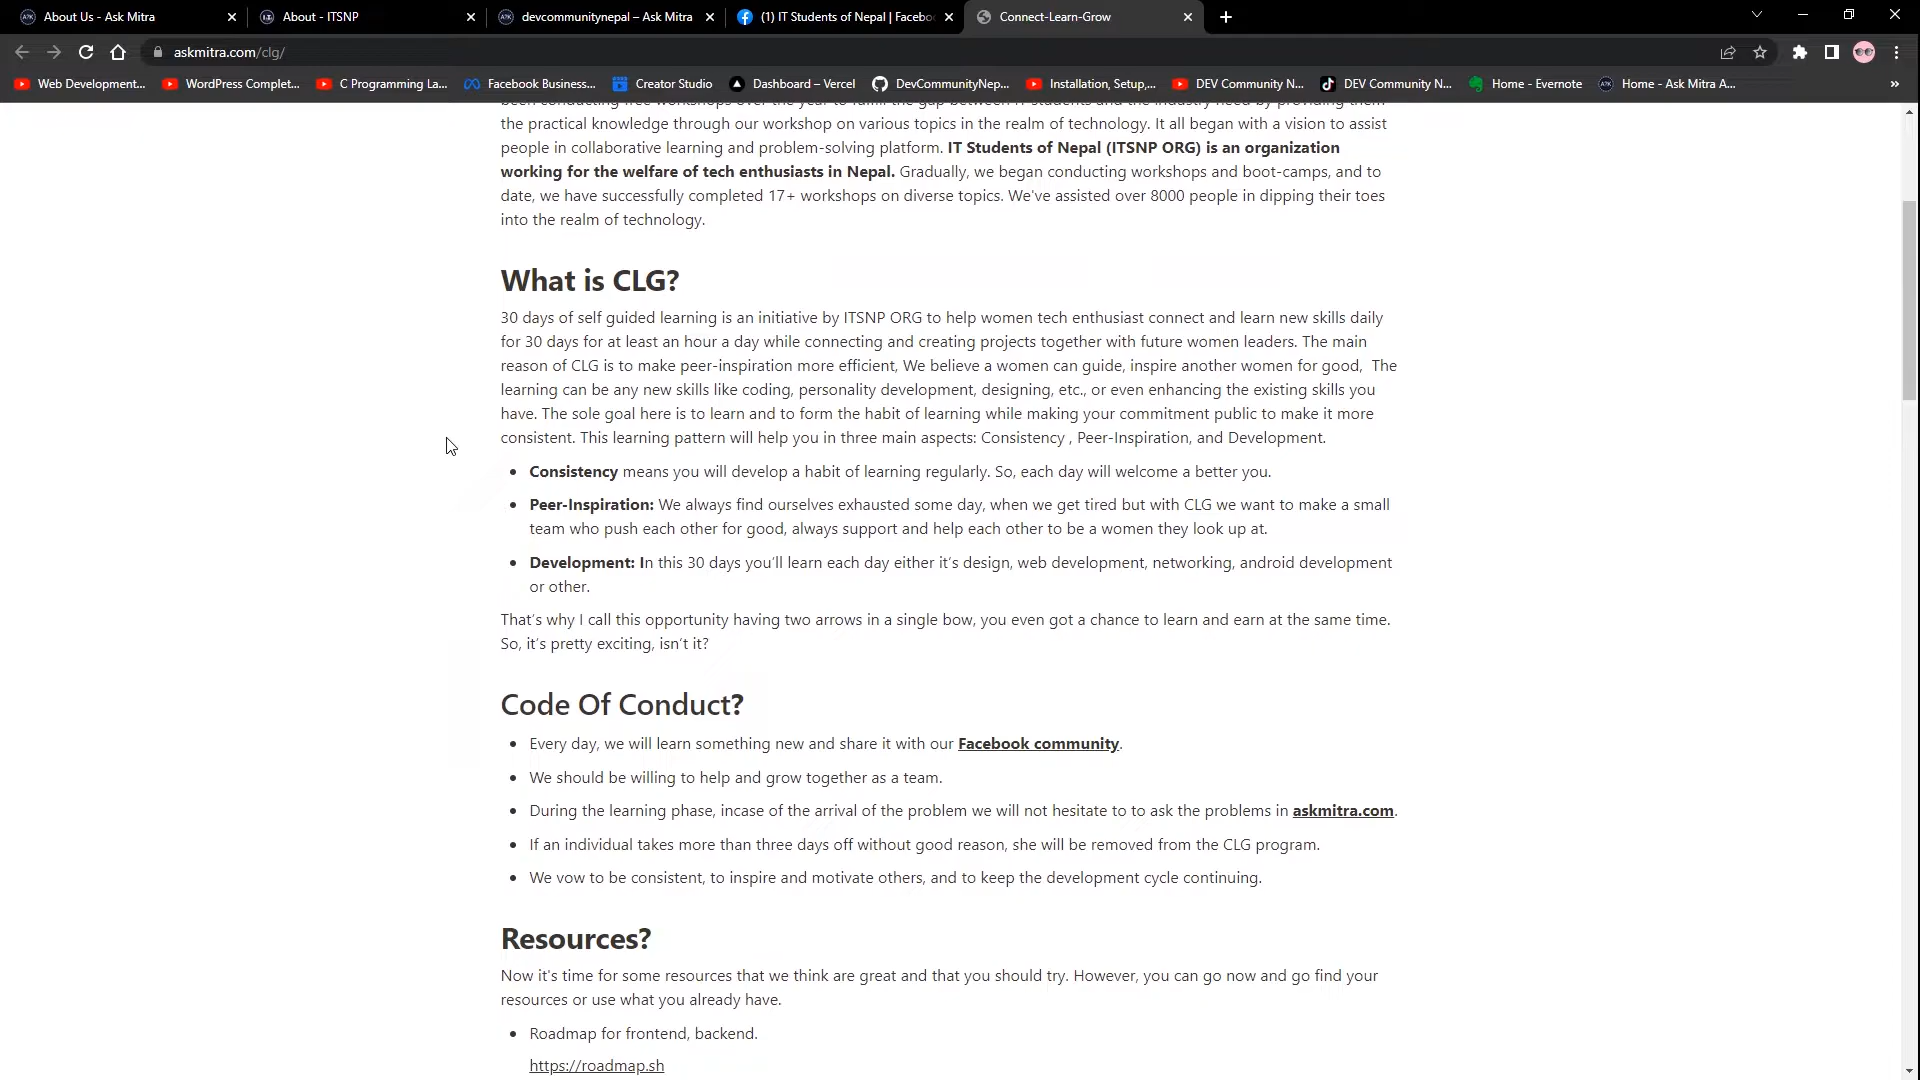 About Us - Ask Mitra
About - ITSNP
devcommunitynepal – Ask Mitra
(1) IT Students of Nepal | Facebo
Connect-Learn-Grow
askmitra.com/clg/
Web Development...
WordPress Complet...
C Programming La...
Facebook Business...
Creator Studio
Dashboard – Vercel
DevCommunityNep...
Installation, Setup,...
DEV Community N...
DEV Community N...
Home - Evernote
Home - Ask Mitra A...
»
been conducting free workshops over the year to fulfill the gap between IT students and the industry need by providing them
the practical knowledge through our workshop on various topics in the realm of technology. It all began with a vision to assist
people in collaborative learning and problem-solving platform. IT Students of Nepal (ITSNP ORG) is an organization
working for the welfare of tech enthusiasts in Nepal. Gradually, we began conducting workshops and boot-camps, and to
date, we have successfully completed 17+ workshops on diverse topics. We've assisted over 8000 people in dipping their toes
into the realm of technology.
What is CLG?
30 days of self guided learning is an initiative by ITSNP ORG to help women tech enthusiast connect and learn new skills daily
for 30 days for at least an hour a day while connecting and creating projects together with future women leaders. The main
reason of CLG is to make peer-inspiration more efficient, We believe a women can guide, inspire another women for good, The
learning can be any new skills like coding, personality development, designing, etc., or even enhancing the existing skills you
have. The sole goal here is to learn and to form the habit of learning while making your commitment public to make it more
consistent. This learning pattern will help you in three main aspects: Consistency , Peer-Inspiration, and Development.
• Consistency means you will develop a habit of learning regularly. So, each day will welcome a better you.
• Peer-Inspiration: We always find ourselves exhausted some day, when we get tired but with CLG we want to make a small
team who push each other for good, always support and help each other to be a women they look up at.
• Development: In this 30 days you’ll learn each day either it’s design, web development, networking, android development
or other.
That’s why I call this opportunity having two arrows in a single bow, you even got a chance to learn and earn at the same time.
So, it’s pretty exciting, isn’t it?
Code Of Conduct?
• Every day, we will learn something new and share it with our Facebook community.
• We should be willing to help and grow together as a team.
• During the learning phase, incase of the arrival of the problem we will not hesitate to to ask the problems in askmitra.com.
• If an individual takes more than three days off without good reason, she will be removed from the CLG program.
• We vow to be consistent, to inspire and motivate others, and to keep the development cycle continuing.
Resources?
Now it's time for some resources that we think are great and that you should try. However, you can go now and go find your
resources or use what you already have.
• Roadmap for frontend, backend.
https://roadmap.sh